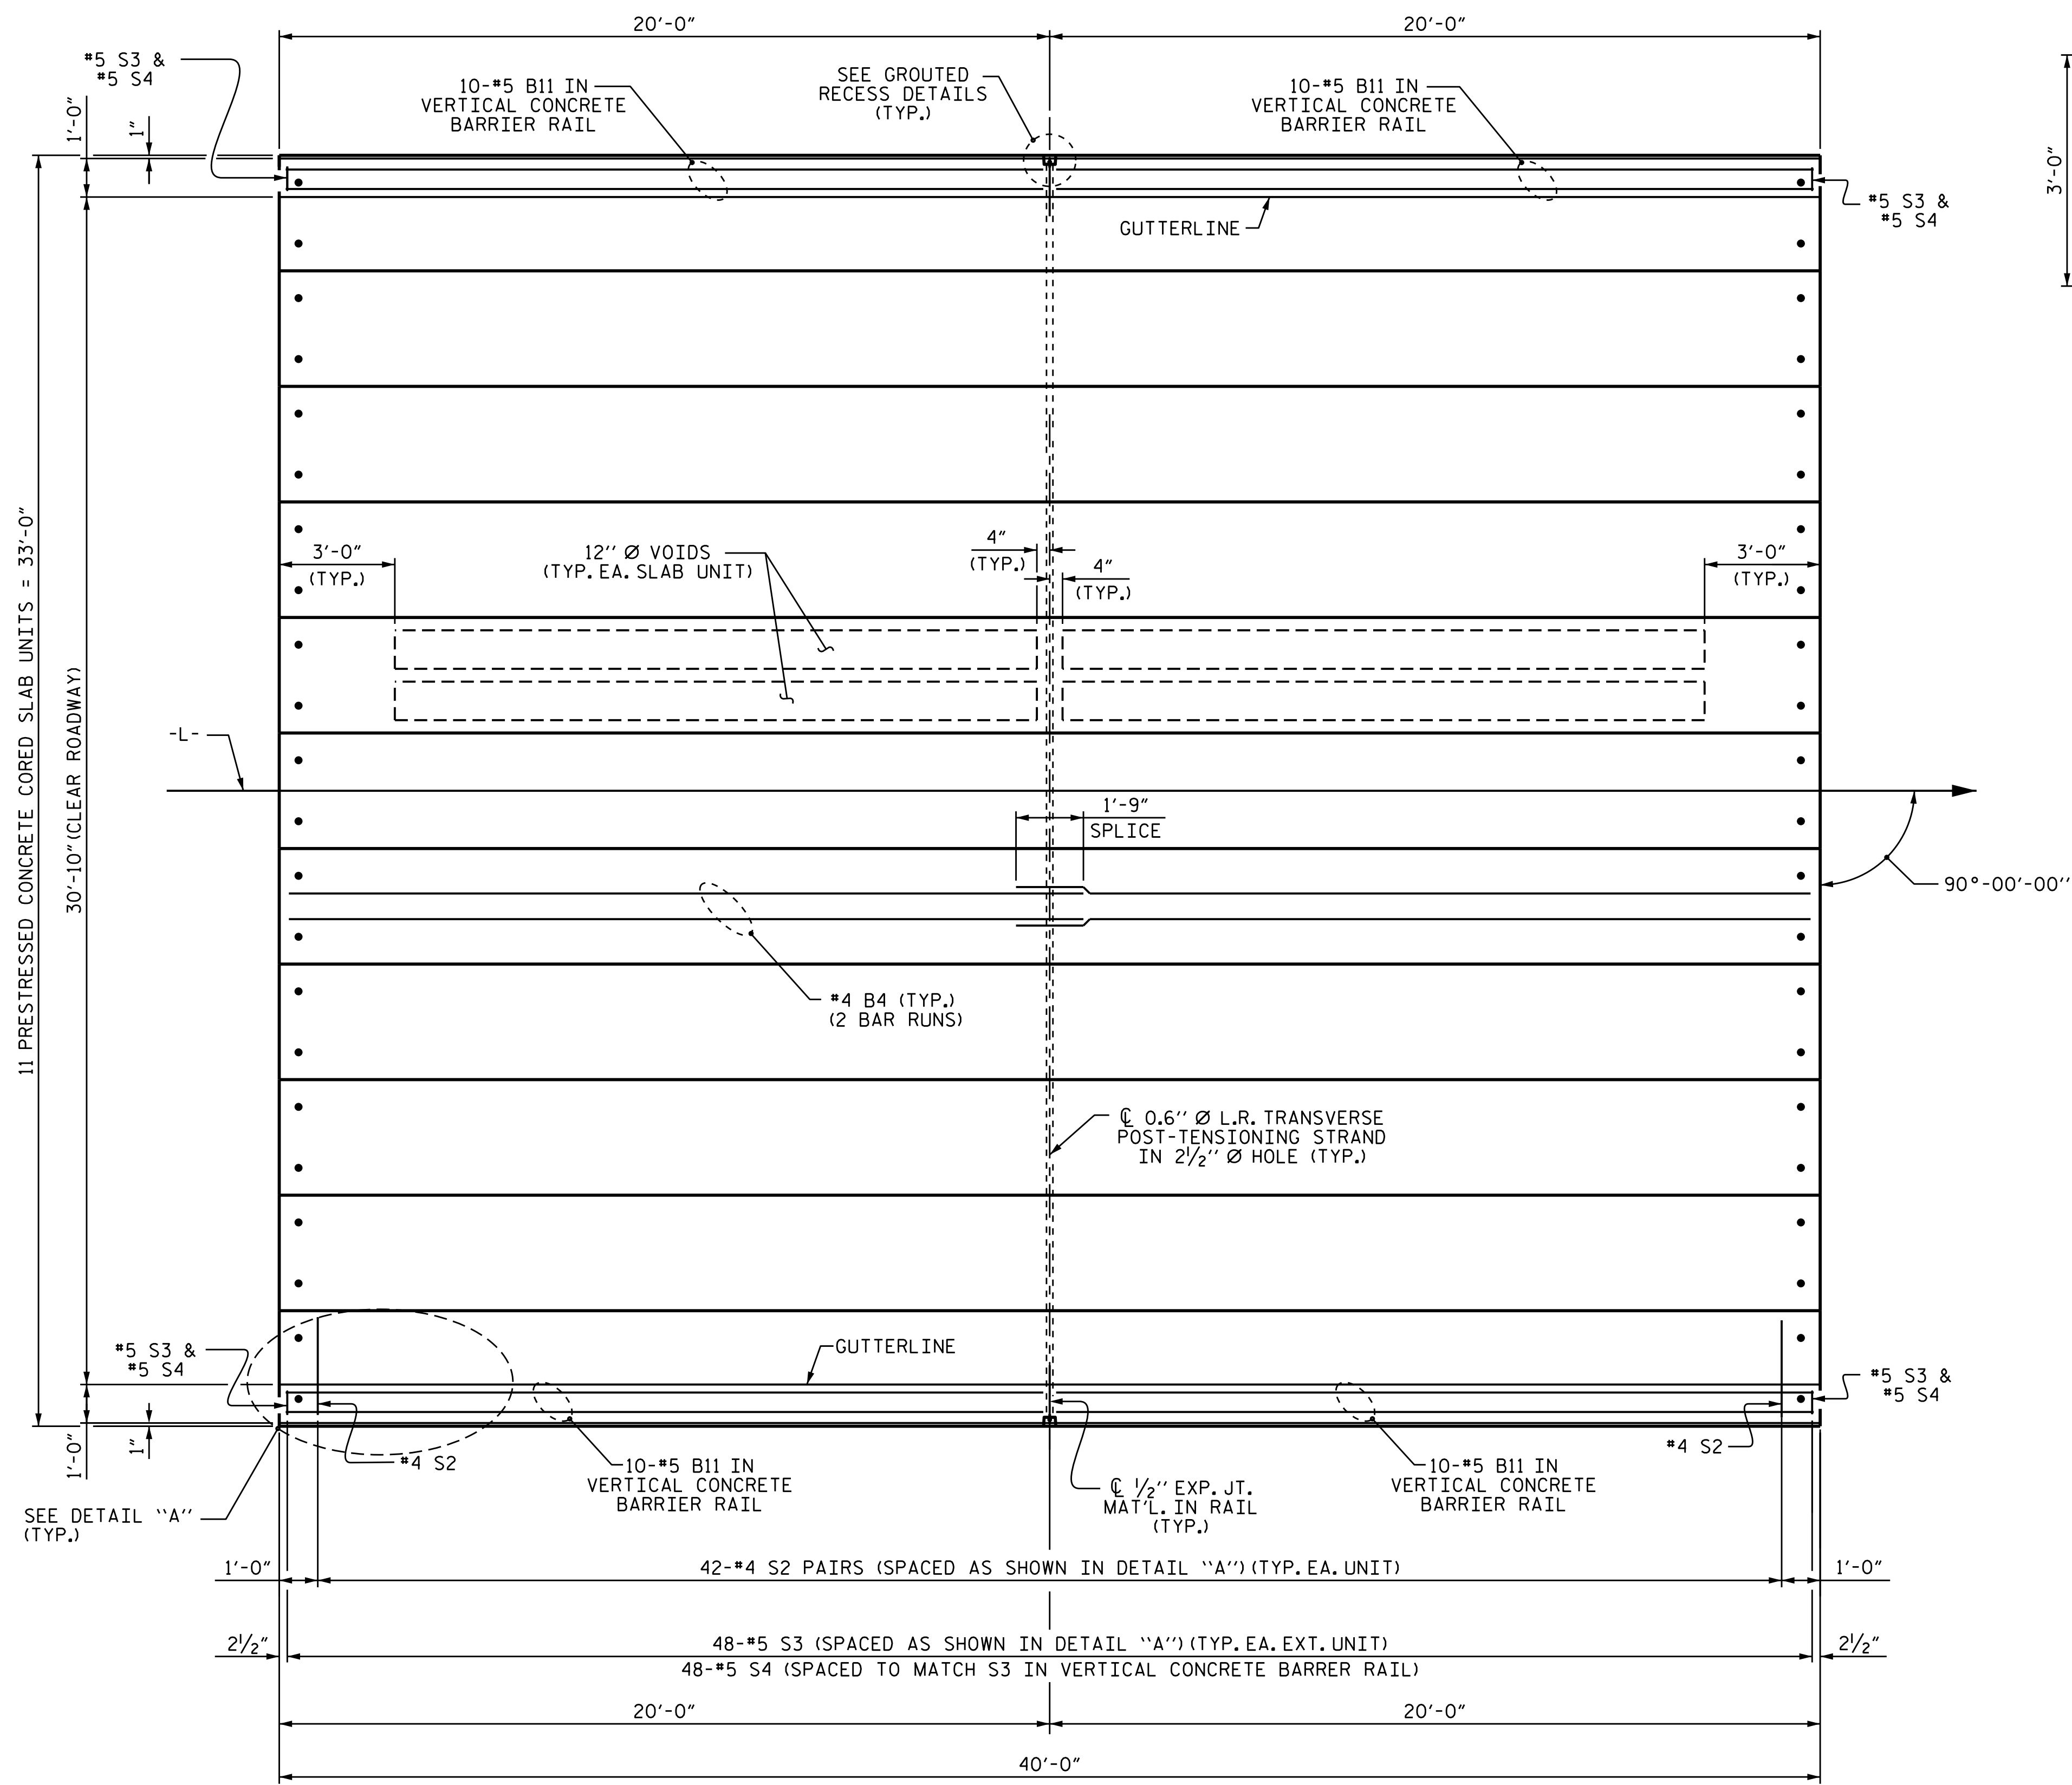 20'-0"
20'-0"
#5 S3 &
#5 S4
10-#5 B11 IN
VERTICAL CONCRETE
BARRIER RAIL
SEE GROUTED
RECESS DETAILS
(TYP.)
10-#5 B11 IN
VERTICAL CONCRETE
BARRIER RAIL
1'-0"
1"
3'-0"
#5 S3 &
#5 S4
GUTTERLINE
11 PRESTRESSED CONCRETE CORED SLAB UNITS = 33'-0"
30'-10" (CLEAR ROADWAY)
3'-0"
(TYP.)
12'' Ø VOIDS
(TYP. EA. SLAB UNIT)
4"
(TYP.)
4"
(TYP.)
3'-0"
(TYP.)
-L-
1'-9"
SPLICE
90°-00'-00''
#4 B4 (TYP.)
(2 BAR RUNS)
℄ 0.6'' Ø L.R. TRANSVERSE
POST-TENSIONING STRAND
IN 2½'' Ø HOLE (TYP.)
#5 S3 &
#5 S4
GUTTERLINE
#5 S3 &
#5 S4
1'-0"
1"
#4 S2
#4 S2
10-#5 B11 IN
VERTICAL CONCRETE
BARRIER RAIL
℄ ½'' EXP. JT.
MAT'L. IN RAIL
(TYP.)
10-#5 B11 IN
VERTICAL CONCRETE
BARRIER RAIL
SEE DETAIL ''A''
(TYP.)
1'-0"
42-#4 S2 PAIRS (SPACED AS SHOWN IN DETAIL ''A'') (TYP. EA. UNIT)
1'-0"
2½"
48-#5 S3 (SPACED AS SHOWN IN DETAIL ''A'') (TYP. EA. EXT. UNIT)
48-#5 S4 (SPACED TO MATCH S3 IN VERTICAL CONCRETE BARRER RAIL)
2½"
20'-0"
20'-0"
40'-0"